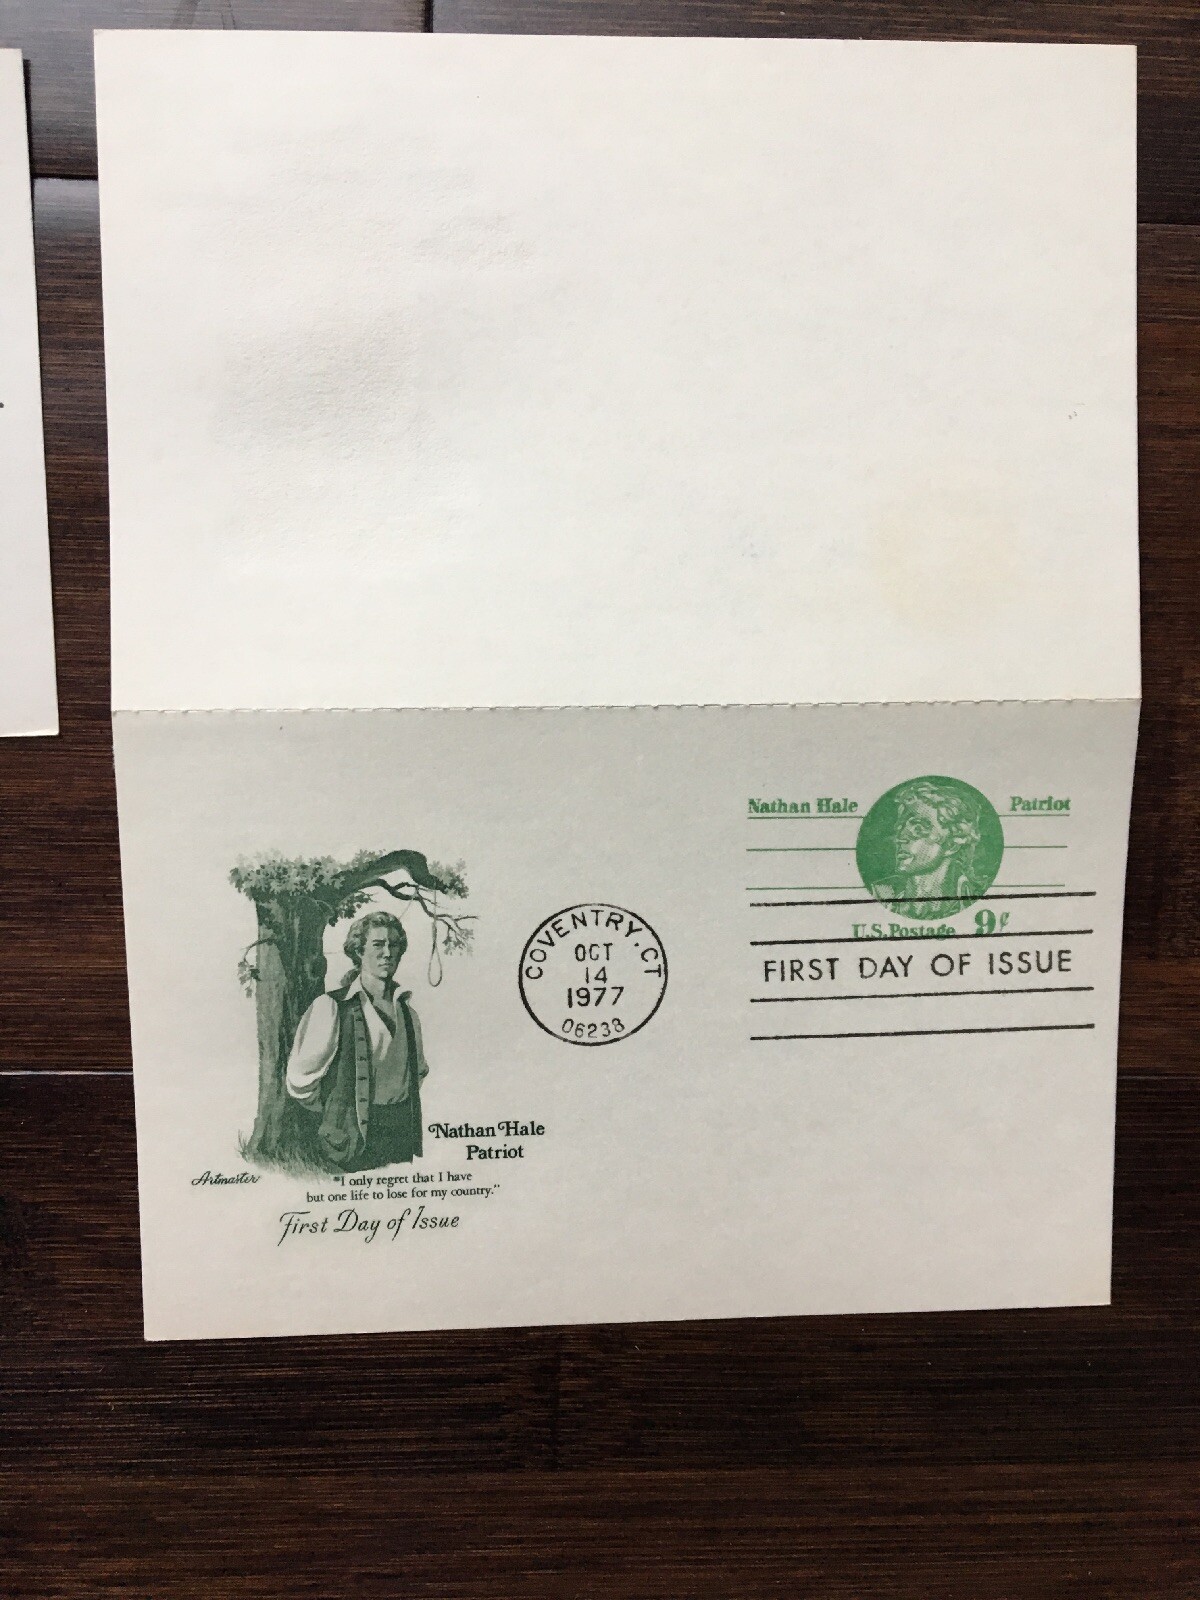 Nathan Hale Patriot
U.S. Postage 9¢
FIRST DAY OF ISSUE
COVENTRY, CT
OCT
14
1977
06238
Nathan Hale
Patriot
Artmaster
"I only regret that I have
but one life to lose for my country."
First Day of Issue